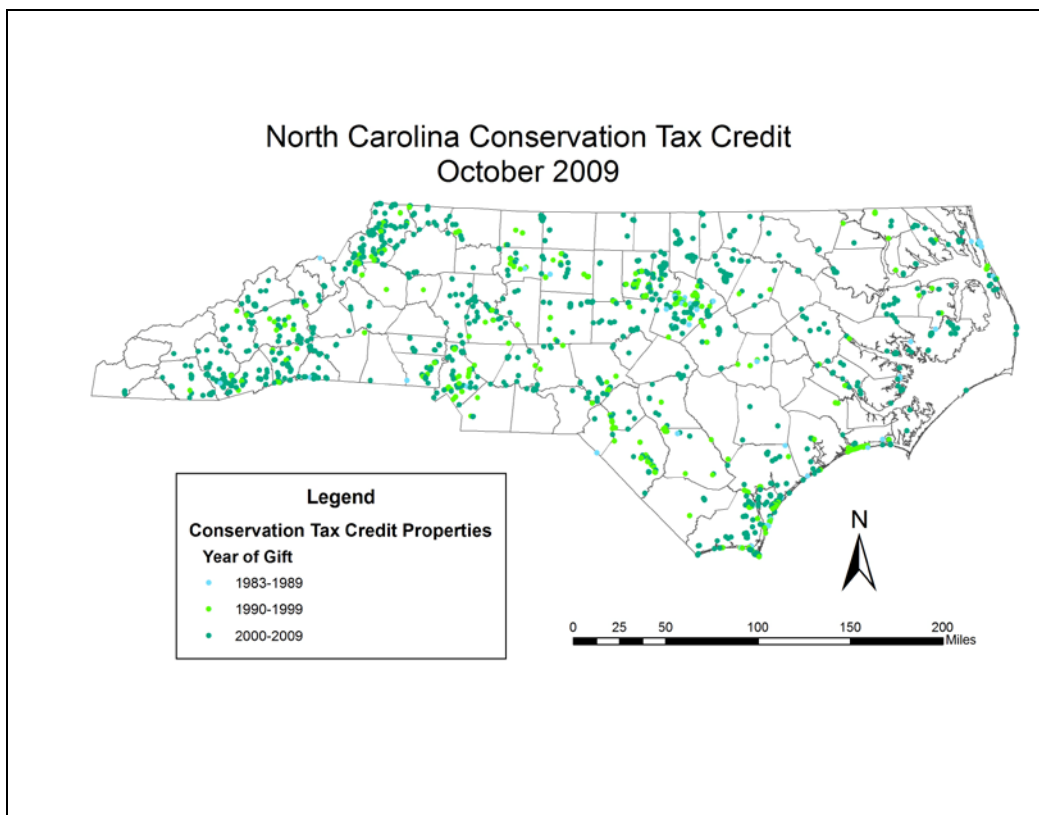 North Carolina Conservation Tax Credit
October 2009
Legend
Conservation Tax Credit Properties
Year of Gift
1983-1989
1990-1999
2000-2009
N
0 25 50 100 150 200
Miles